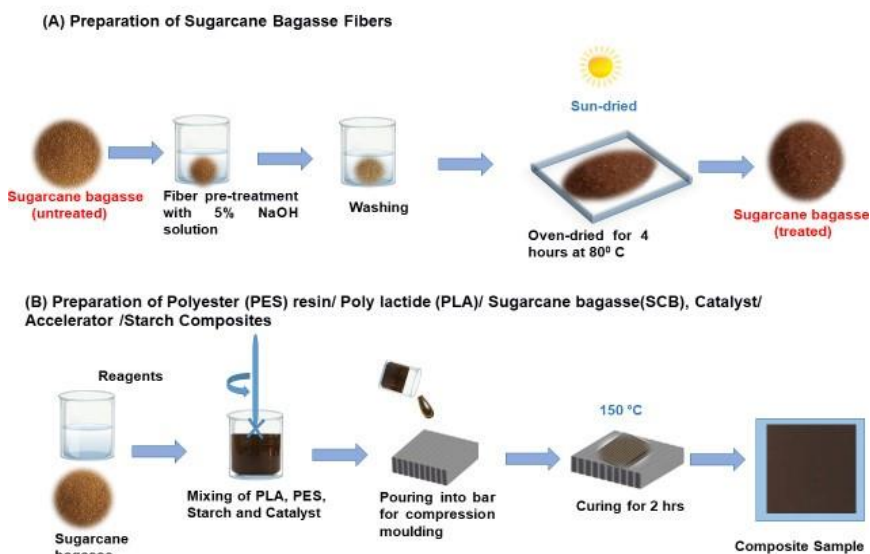 (A) Preparation of Sugarcane Bagasse Fibers
Sun-dried
Sugarcane bagasse
(untreated)
Fiber pre-treatment
with 5% NaOH
solution
Washing
Oven-dried for 4
hours at 80⁰ C
Sugarcane bagasse
(treated)
(B) Preparation of Polyester (PES) resin/ Poly lactide (PLA)/ Sugarcane bagasse(SCB), Catalyst/
Accelerator /Starch Composites
Reagents
150 °C
Sugarcane
bagasse
Mixing of PLA, PES,
Starch and Catalyst
Pouring into bar
for compression
moulding
Curing for 2 hrs
Composite Sample